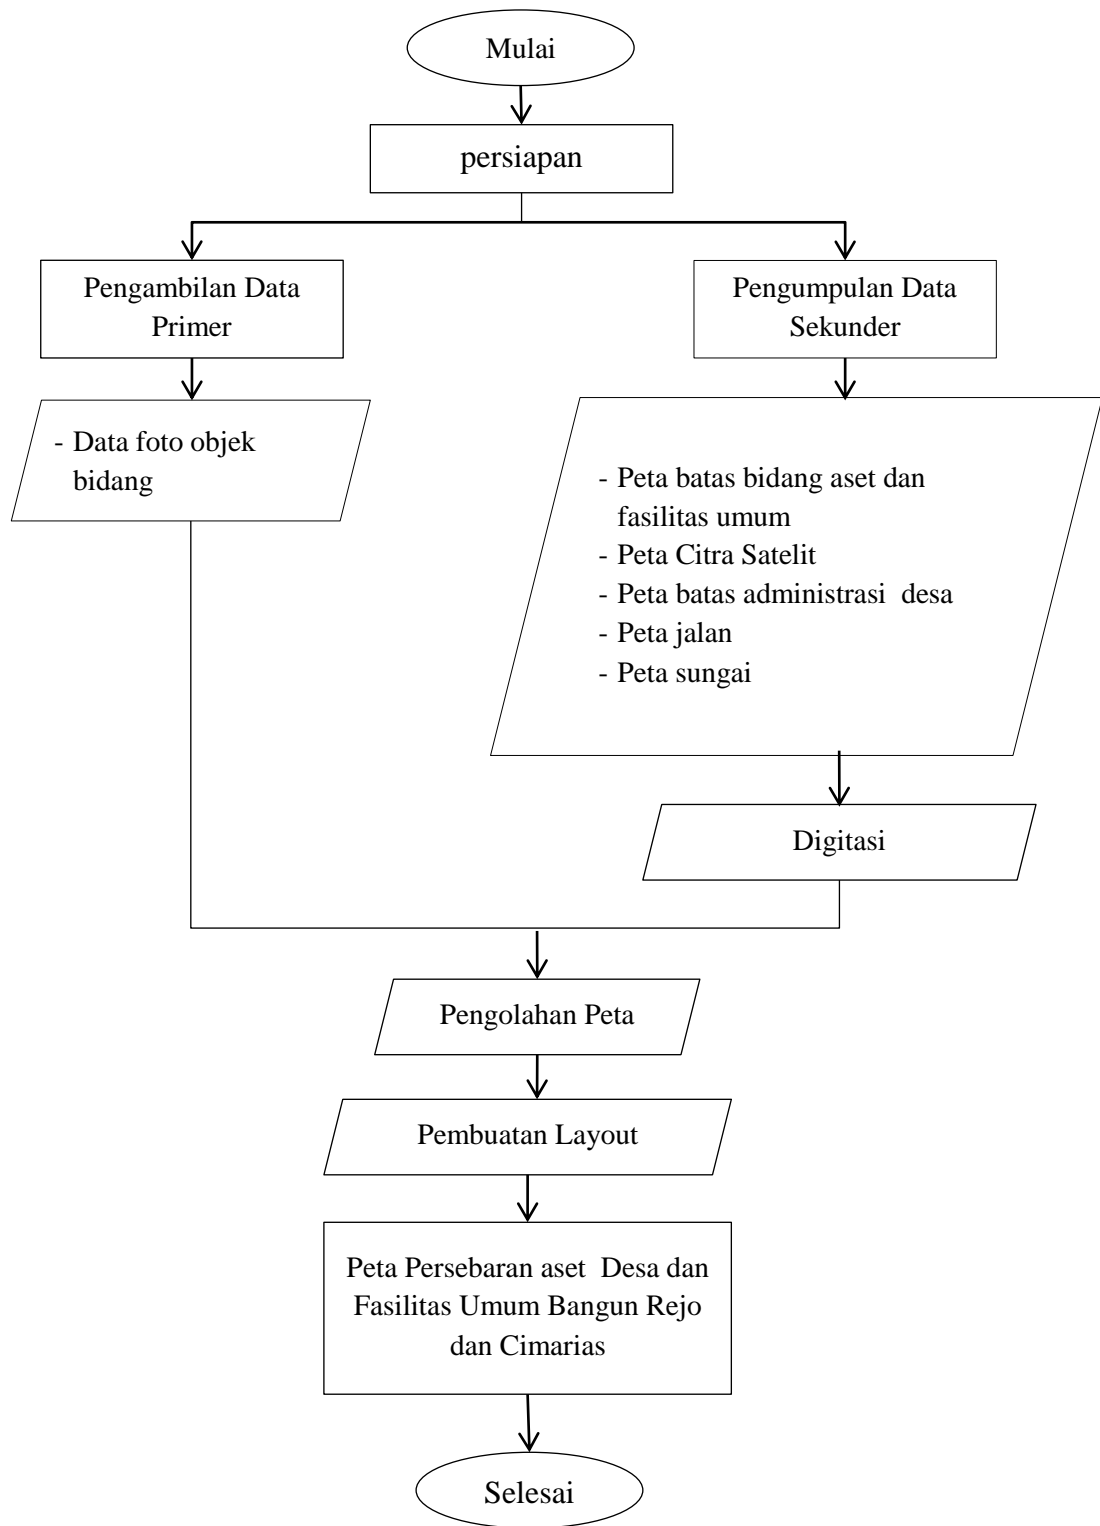 Mulai
persiapan
Pengambilan Data
Primer
Pengumpulan Data
Sekunder
- Data foto objek
bidang
- Peta batas bidang aset dan
fasilitas umum
- Peta Citra Satelit
- Peta batas administrasi  desa
- Peta jalan
- Peta sungai
Digitasi
Pengolahan Peta
Pembuatan Layout
Peta Persebaran aset  Desa dan
Fasilitas Umum Bangun Rejo
dan Cimarias
Selesai